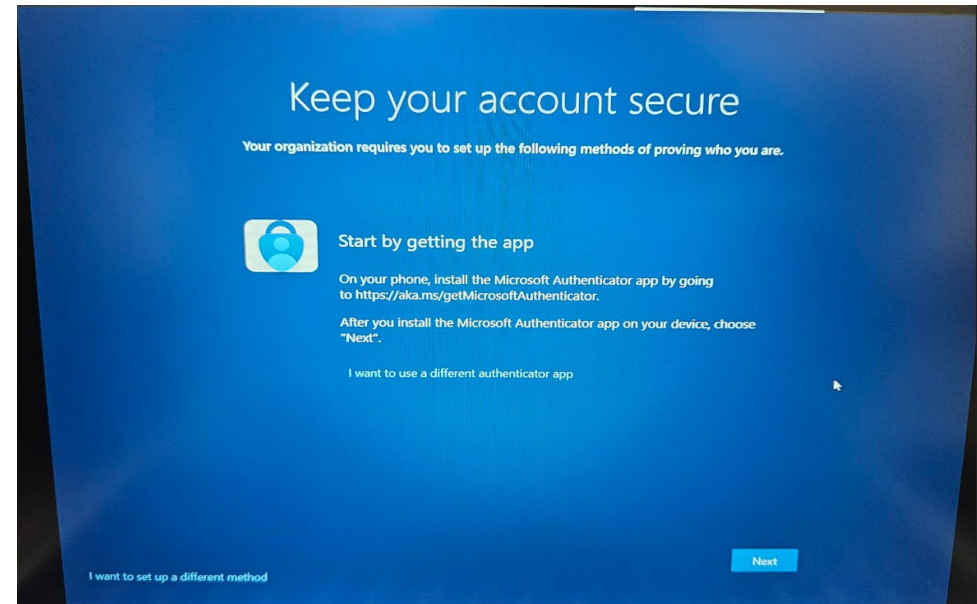 Keep your account secure
Your organization requires you to set up the following methods of proving who you are.
Start by getting the app
On your phone, install the Microsoft Authenticator app by going
to https://aka.ms/getMicrosoftAuthenticator.
After you install the Microsoft Authenticator app on your device, choose
"Next".
I want to use a different authenticator app
Next
I want to set up a different method